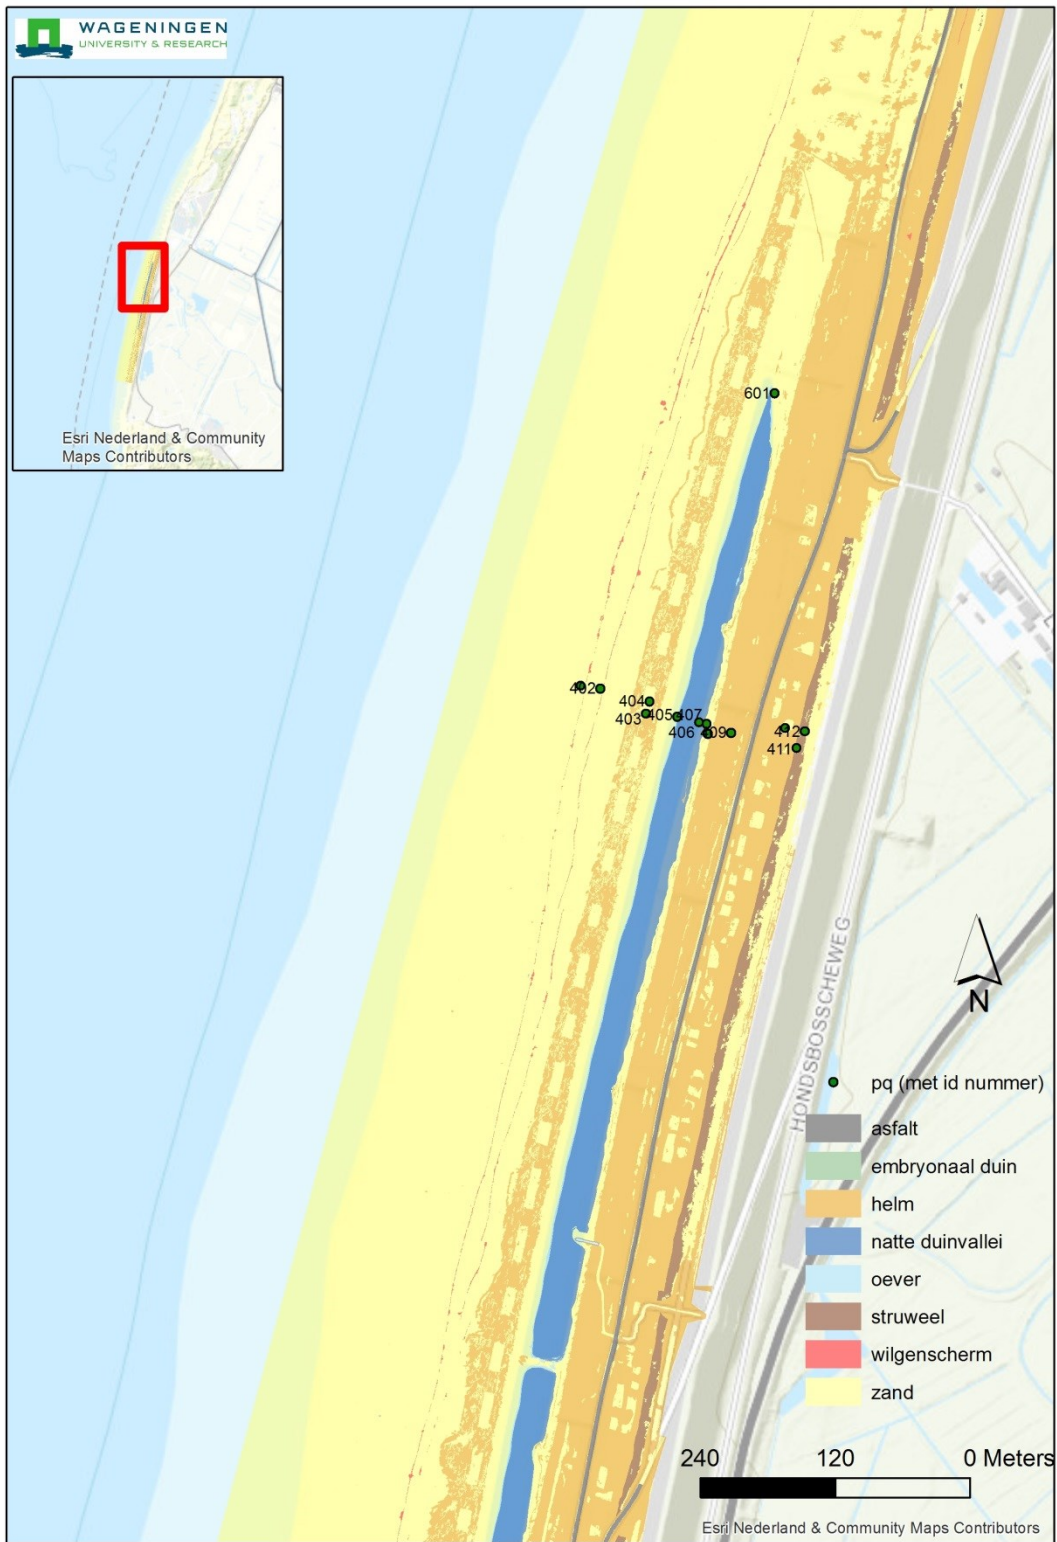 WAGENINGEN
UNIVERSITY & RESEARCH
Esri Nederland & Community
Maps Contributors
601
402
404
403
405
407
406
409
412
411
HONDSBOSSCHEWEG
N
pq (met id nummer)
asfalt
embryonaal duin
helm
natte duinvallei
oever
struweel
wilgenscherm
zand
240 120 0 Meters
Esri Nederland & Community Maps Contributors